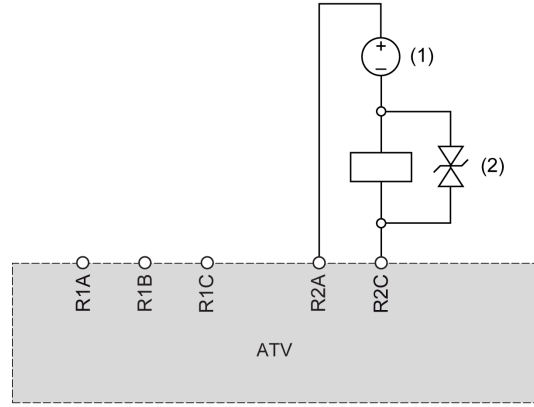 +
(1)
−
(2)
R1A
R1B
R1C
R2A
R2C
ATV